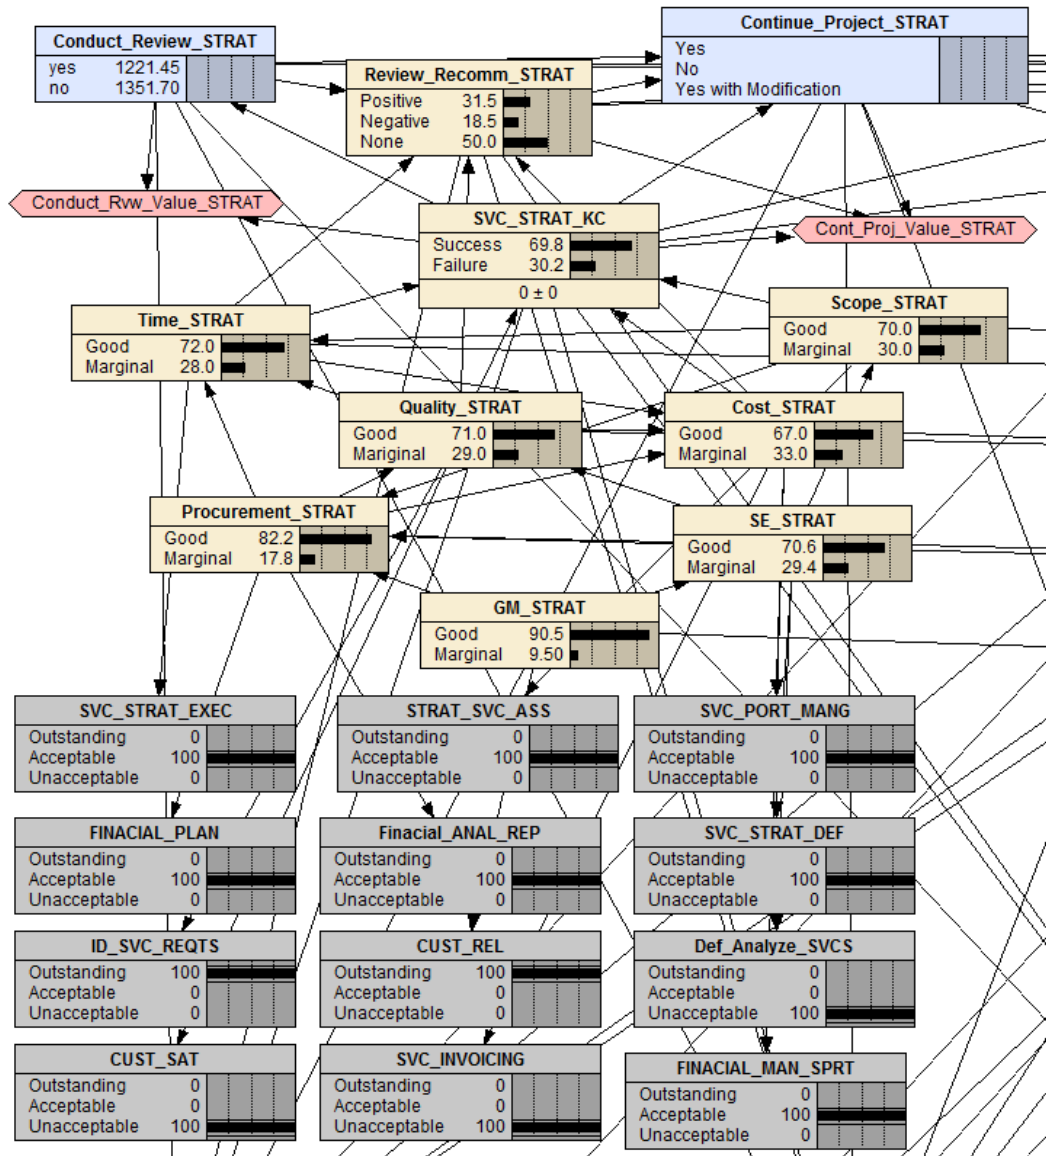 Conduct_Review_STRAT
yes 1221.45
no 1351.70
Continue_Project_STRAT
Yes
No
Yes with Modification
Review_Recomm_STRAT
Positive 31.5
Negative 18.5
None 50.0
Conduct_Rvw_Value_STRAT
SVC_STRAT_KC
Success 69.8
Failure 30.2
0 ± 0
Cont_Proj_Value_STRAT
Time_STRAT
Good 72.0
Marginal 28.0
Scope_STRAT
Good 70.0
Marginal 30.0
Quality_STRAT
Good 71.0
Marginal 29.0
Cost_STRAT
Good 67.0
Marginal 33.0
Procurement_STRAT
Good 82.2
Marginal 17.8
SE_STRAT
Good 70.6
Marginal 29.4
GM_STRAT
Good 90.5
Marginal 9.50
SVC_STRAT_EXEC
Outstanding 0
Acceptable 100
Unacceptable 0
STRAT_SVC_ASS
Outstanding 0
Acceptable 100
Unacceptable 0
SVC_PORT_MANG
Outstanding 0
Acceptable 100
Unacceptable 0
FINACIAL_PLAN
Outstanding 0
Acceptable 100
Unacceptable 0
Finacial_ANAL_REP
Outstanding 0
Acceptable 100
Unacceptable 0
SVC_STRAT_DEF
Outstanding 0
Acceptable 100
Unacceptable 0
ID_SVC_REQTS
Outstanding 100
Acceptable 0
Unacceptable 0
CUST_REL
Outstanding 100
Acceptable 0
Unacceptable 0
Def_Analyze_SVCS
Outstanding 0
Acceptable 0
Unacceptable 100
CUST_SAT
Outstanding 0
Acceptable 0
Unacceptable 100
SVC_INVOICING
Outstanding 0
Acceptable 0
Unacceptable 100
FINACIAL_MAN_SPRT
Outstanding 0
Acceptable 100
Unacceptable 0